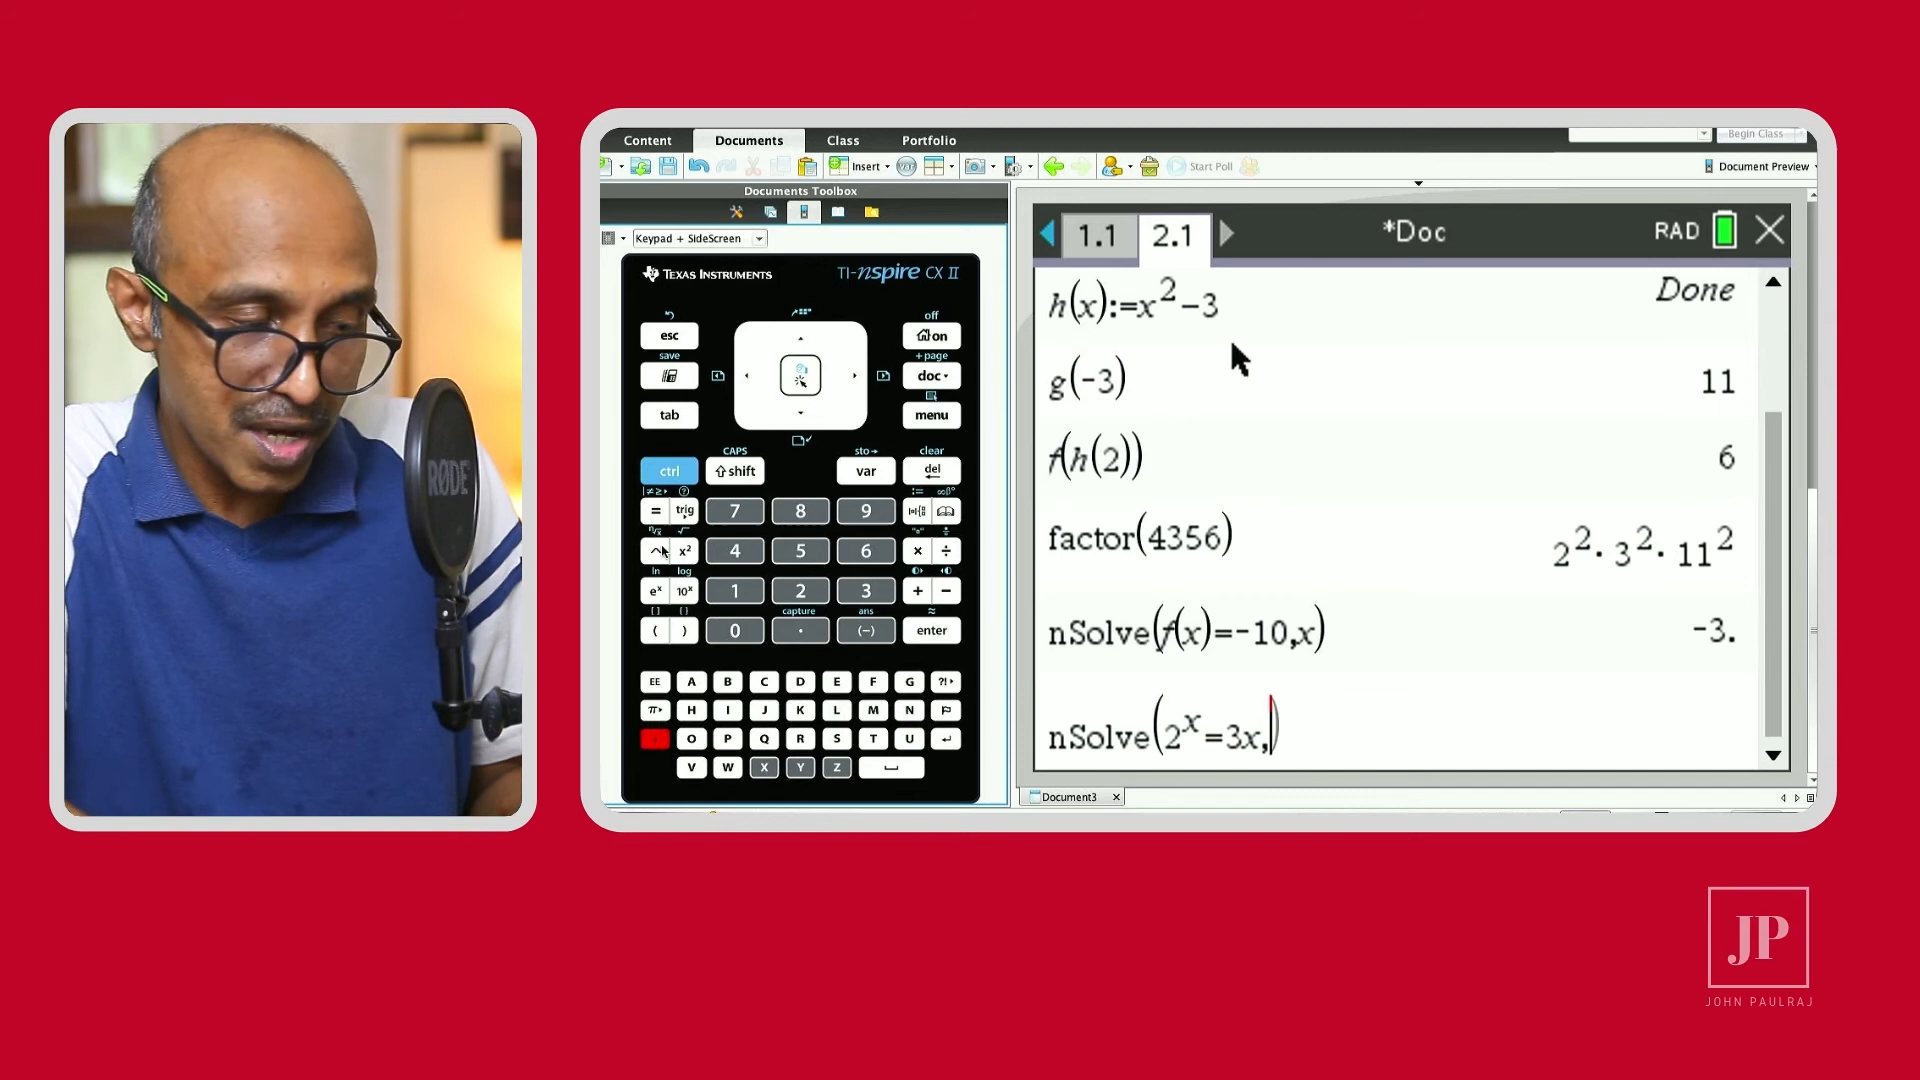 Content Documents Class Portfolio
Begin Class
Insert Start Poll Document Preview
Documents Toolbox
Keypad + SideScreen
TEXAS INSTRUMENTS TI-nspire CX II
off
esc on
save + page
doc
tab menu
CAPS sto→ clear
ctrl ⇧shift var del
= trig 7 8 9
^ x² 4 5 6 × ÷
ln log
eˣ 10ˣ 1 2 3 + −
[] {} capture ans ≈
( ) 0 . (−) enter
EE A B C D E F G ?!▸
π▸ H I J K L M N
, O P Q R S T U ↵
V W X Y Z
1.1 2.1 *Doc RAD
h(x):=x²−3 Done
g(-3) 11
f(h(2)) 6
factor(4356) 2²·3²·11²
nSolve(f(x)=-10,x) -3.
nSolve(2ˣ=3x,)
Document3
RØDE
JP
JOHN PAULRAJ